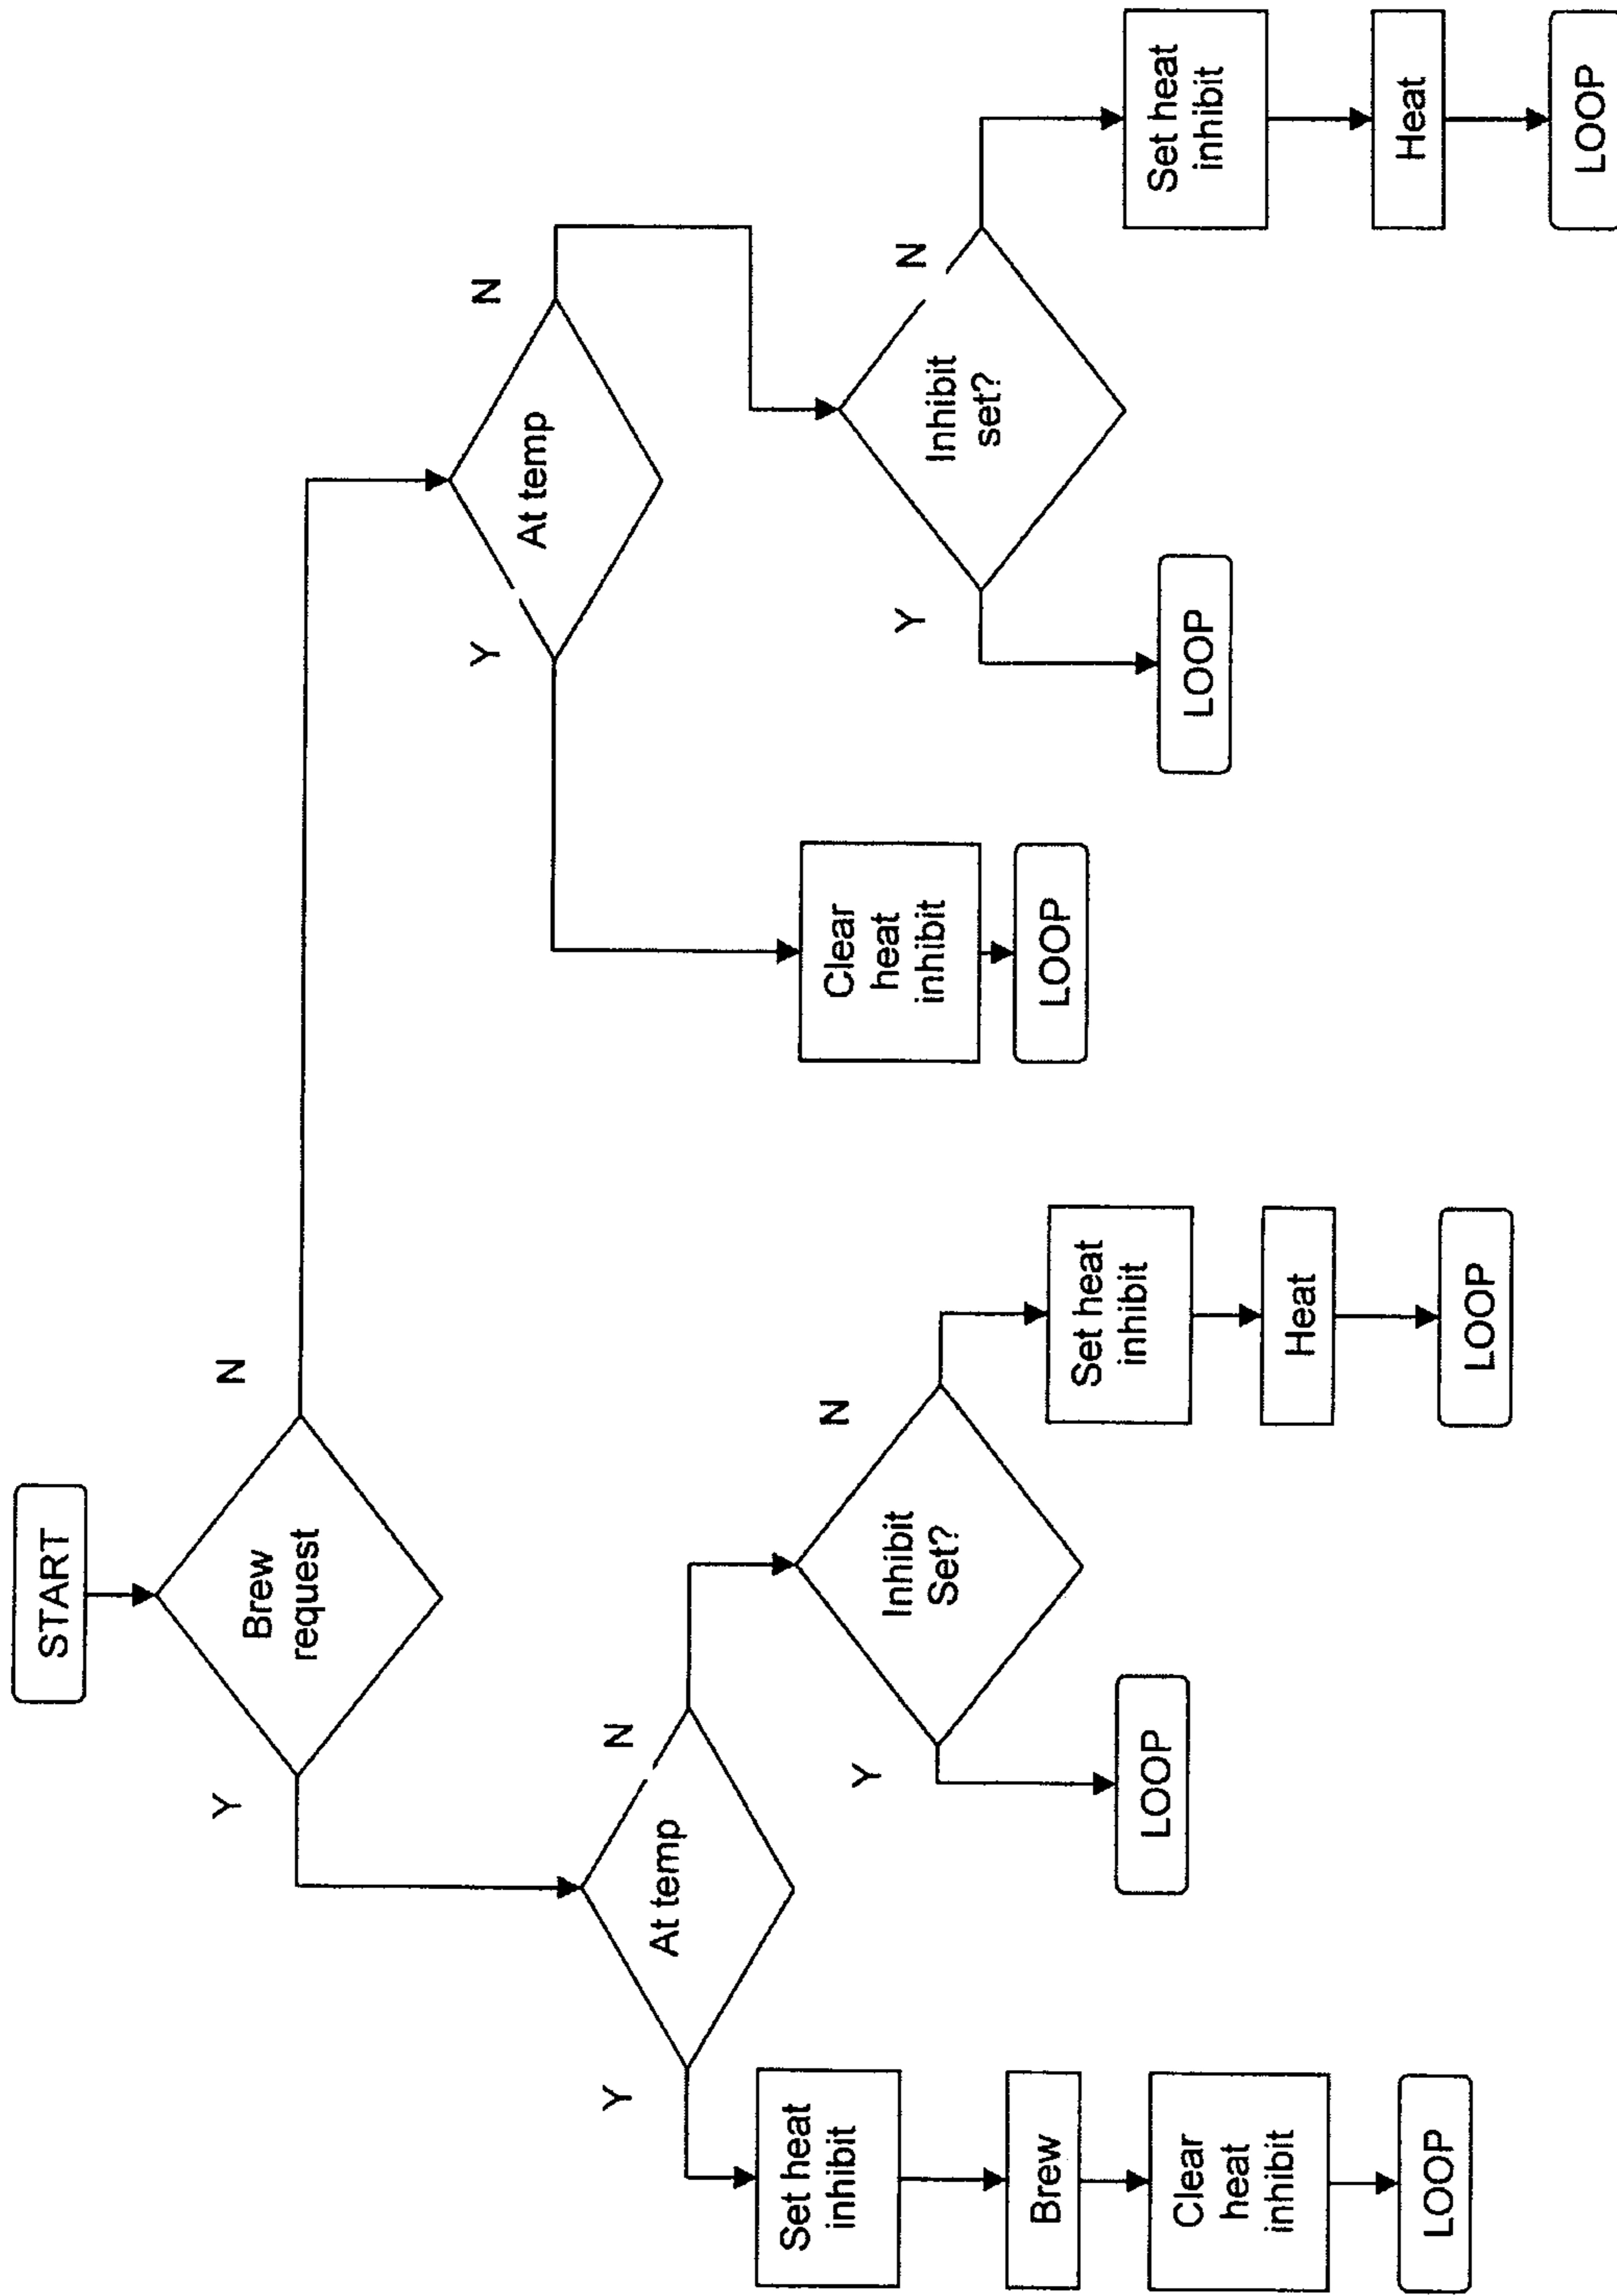 START
Brew
request
Y
N
At temp
Y
N
At temp
Y
N
Set heat
inhibit
Brew
Clear
heat
inhibit
LOOP
Inhibit
Set?
Y
N
LOOP
Set heat
inhibit
Heat
LOOP
Clear
heat
inhibit
LOOP
Inhibit
set?
Y
N
LOOP
Set heat
inhibit
Heat
LOOP